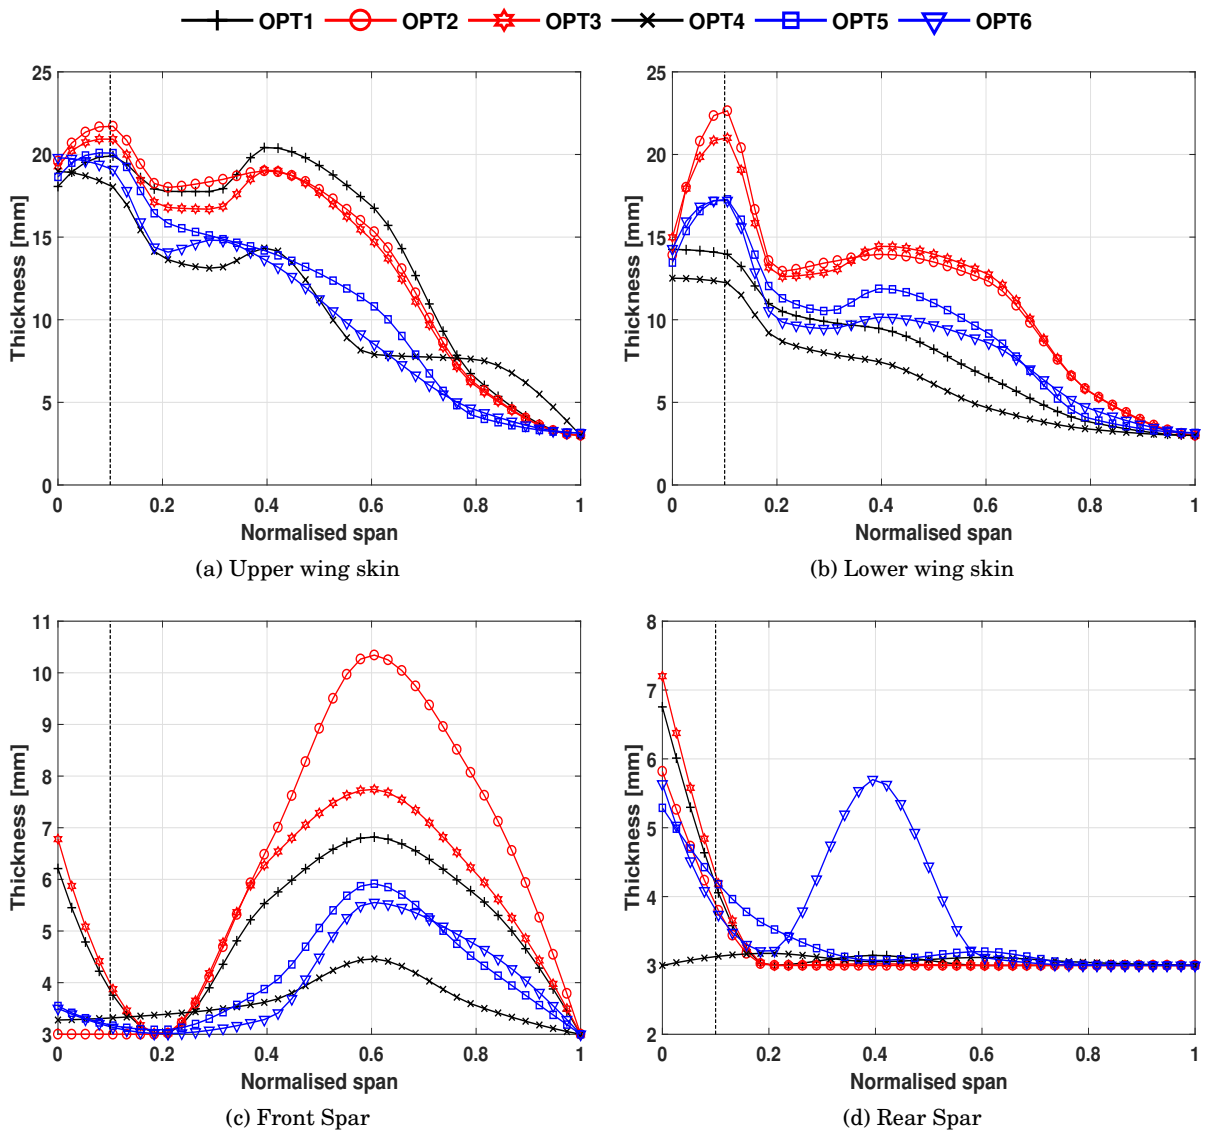 OPT1 OPT2 OPT3 OPT4 OPT5 OPT6
25
20
15
10
5
0
0 0.2 0.4 0.6 0.8 1
Thickness [mm]
Normalised span
(a) Upper wing skin
25
20
15
10
5
0
0 0.2 0.4 0.6 0.8 1
Thickness [mm]
Normalised span
(b) Lower wing skin
11
10
9
8
7
6
5
4
3
0 0.2 0.4 0.6 0.8 1
Thickness [mm]
Normalised span
(c) Front Spar
8
7
6
5
4
3
2
0 0.2 0.4 0.6 0.8 1
Thickness [mm]
Normalised span
(d) Rear Spar